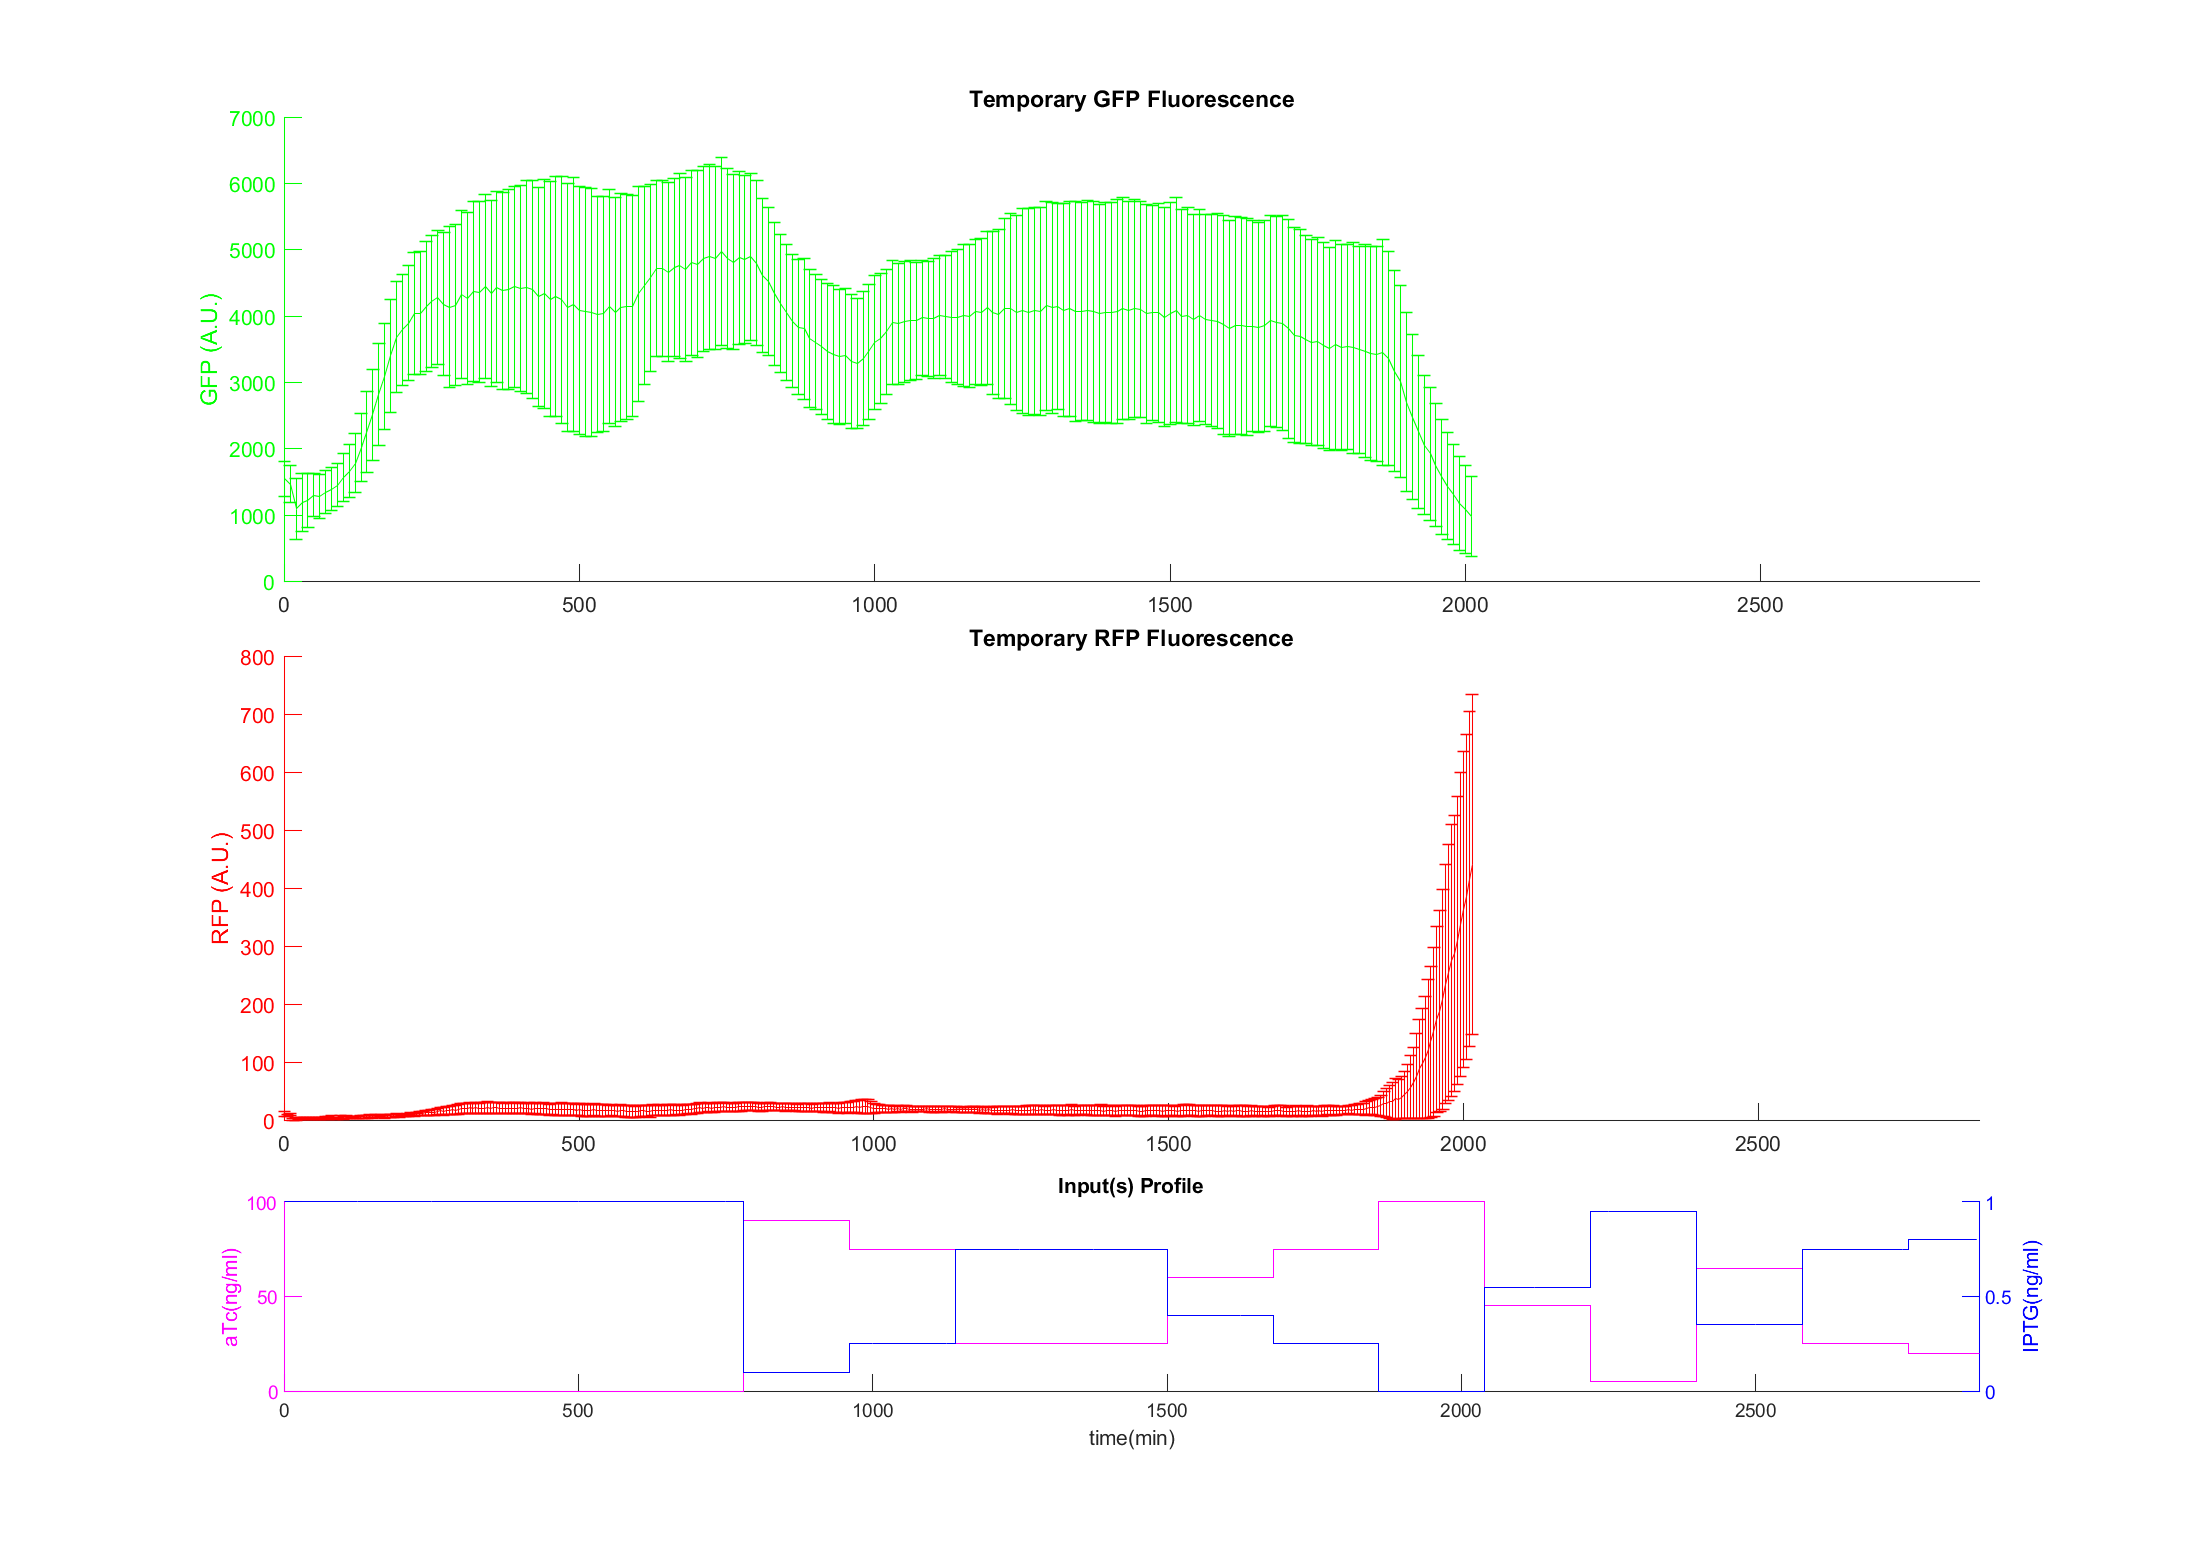 Temporary GFP Fluorescence
7000
6000
5000
4000
3000
2000
1000
0
GFP (A.U.)
0 500 1000 1500 2000 2500
Temporary RFP Fluorescence
800
700
600
500
400
300
200
100
0
RFP (A.U.)
0 500 1000 1500 2000 2500
Input(s) Profile
100
50
0
aTc(ng/ml)
1
0.5
0
IPTG(ng/ml)
0 500 1000 1500 2000 2500
time(min)